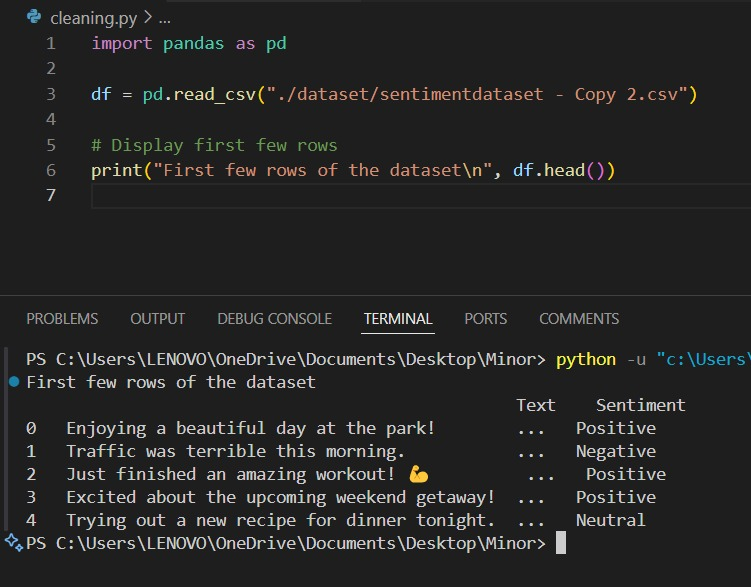 cleaning.py > ...
1 import pandas as pd
2
3 df = pd.read_csv("./dataset/sentimentdataset - Copy 2.csv")
4
5 # Display first few rows
6 print("First few rows of the dataset\n", df.head())
7
PROBLEMS OUTPUT DEBUG CONSOLE TERMINAL PORTS COMMENTS
PS C:\Users\LENOVO\OneDrive\Documents\Desktop\Minor> python -u "c:\Users\
First few rows of the dataset
Text Sentiment
0 Enjoying a beautiful day at the park! ... Positive
1 Traffic was terrible this morning. ... Negative
2 Just finished an amazing workout! 💪 ... Positive
3 Excited about the upcoming weekend getaway! ... Positive
4 Trying out a new recipe for dinner tonight. ... Neutral
PS C:\Users\LENOVO\OneDrive\Documents\Desktop\Minor>